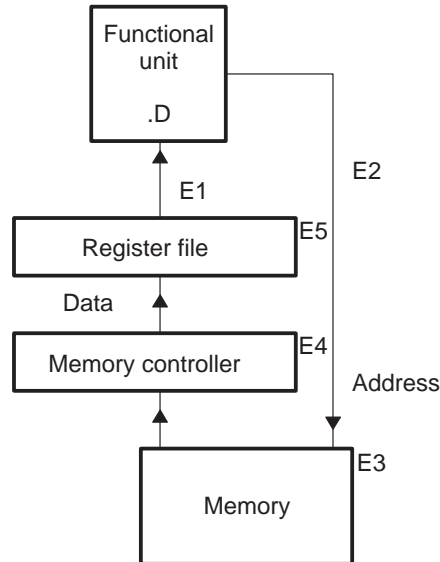 Functional
unit
.D
E2
E1
E5
Register file
Data
E4
Memory controller
Address
E3
Memory